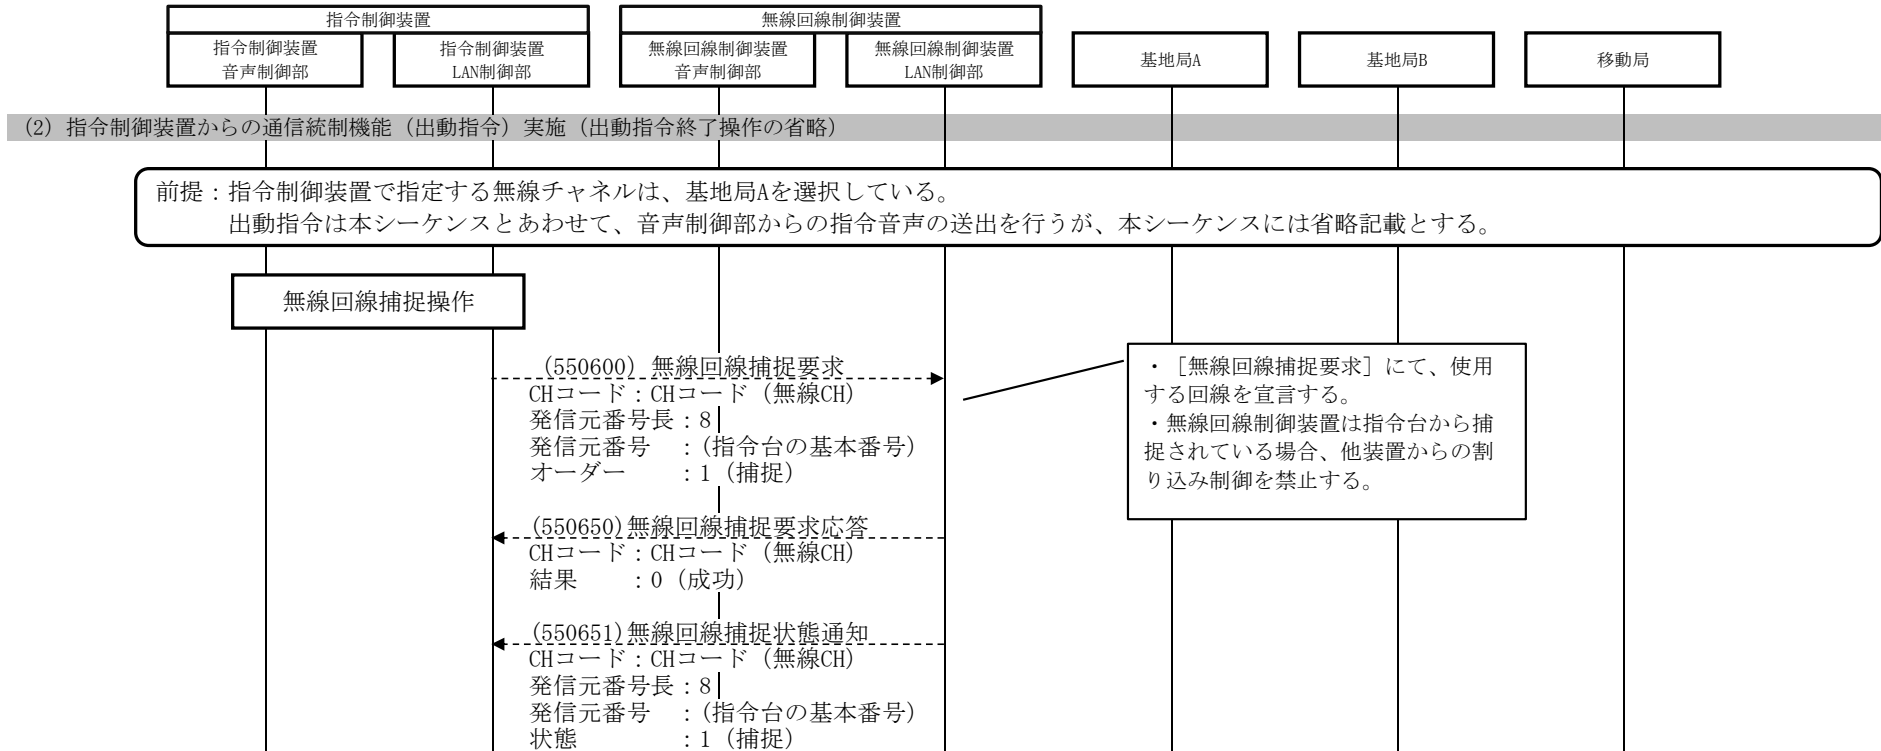 指令制御装置
無線回線制御装置
指令制御装置
音声制御部
指令制御装置
LAN制御部
無線回線制御装置
音声制御部
無線回線制御装置
LAN制御部
基地局A
基地局B
移動局
(2) 指令制御装置からの通信統制機能（出動指令）実施（出動指令終了操作の省略）
前提：指令制御装置で指定する無線チャネルは、基地局Aを選択している。
出動指令は本シーケンスとあわせて、音声制御部からの指令音声の送出を行うが、本シーケンスには省略記載とする。
無線回線捕捉操作
(550600) 無線回線捕捉要求
CHコード：CHコード（無線CH）
発信元番号長：8
発信元番号　：(指令台の基本番号)
オーダー　　：1（捕捉）
・［無線回線捕捉要求］にて、使用
する回線を宣言する。
・無線回線制御装置は指令台から捕
捉されている場合、他装置からの割
り込み制御を禁止する。
(550650)無線回線捕捉要求応答
CHコード：CHコード（無線CH）
結果　　：0（成功）
(550651)無線回線捕捉状態通知
CHコード：CHコード（無線CH）
発信元番号長：8
発信元番号　：(指令台の基本番号)
状態　　　　：1（捕捉）